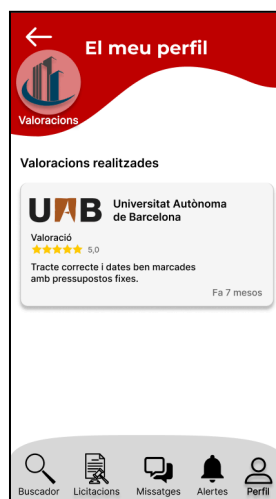 El meu perfil
Valoracions
Valoracions realitzades
UAB
Universitat Autònoma
de Barcelona
Valoració
5,0
Tracte correcte i dates ben marcades
amb pressupostos fixes.
Fa 7 mesos
Buscador Licitacions Missatges Alertes Perfil